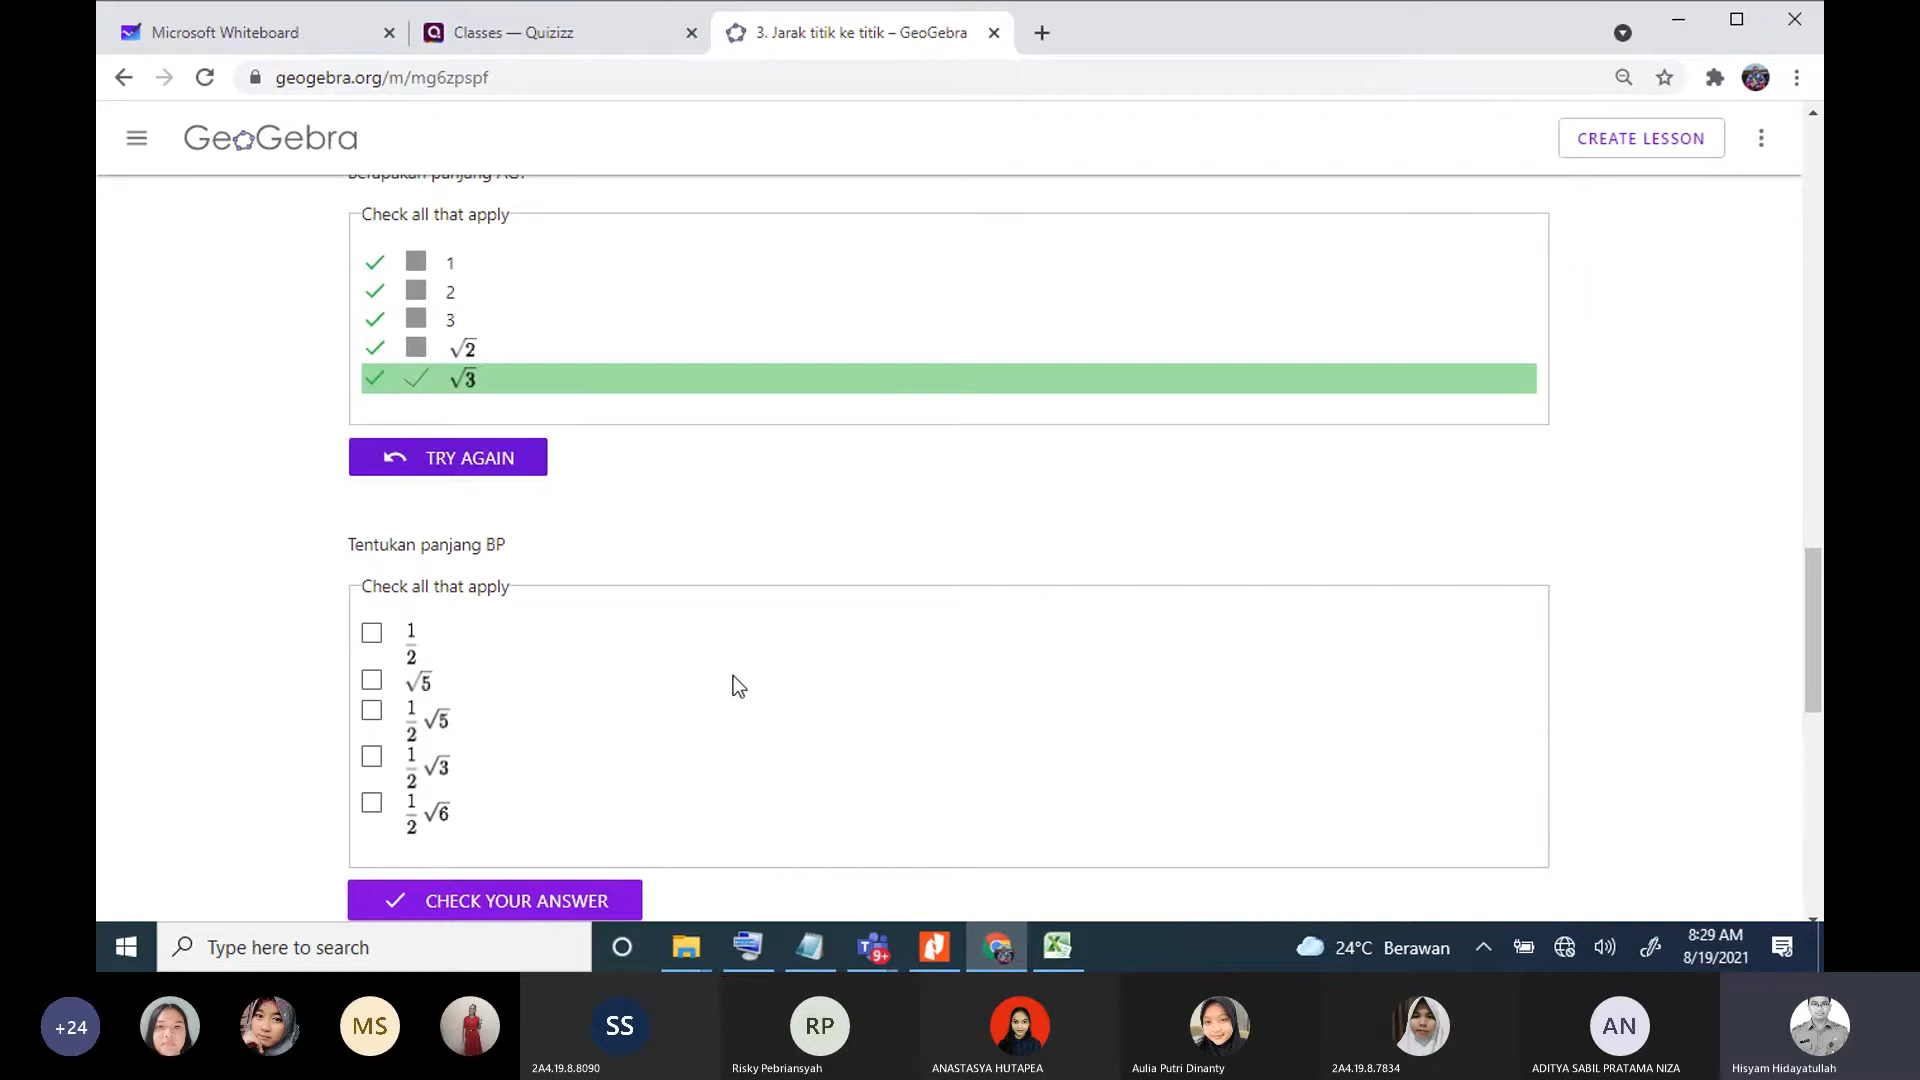 Microsoft Whiteboard
Classes — Quizizz
3. Jarak titik ke titik – GeoGebra
geogebra.org/m/mg6zpspf
GeoGebra
CREATE LESSON
Check all that apply
1
2
3
√2
√3
TRY AGAIN
Tentukan panjang BP
Check all that apply
1/2
√5
1/2 √5
1/2 √3
1/2 √6
CHECK YOUR ANSWER
Type here to search
9+
24°C Berawan
8:29 AM
8/19/2021
+24
MS
SS
RP
AN
2A4.19.8.8090
Risky Pebriansyah
ANASTASYA HUTAPEA
Aulia Putri Dinanty
2A4.19.8.7834
ADITYA SABIL PRATAMA NIZA
Hisyam Hidayatullah